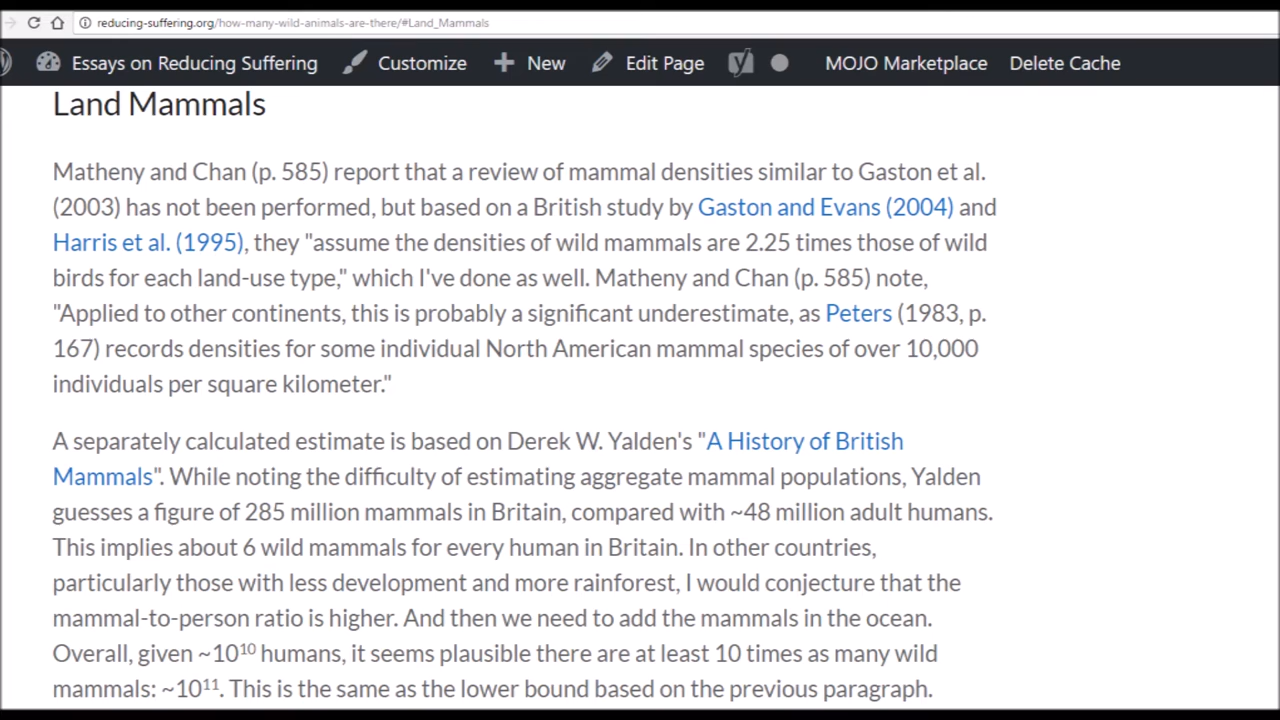 reducing-suffering.org/how-many-wild-animals-are-there/#Land_Mammals
Essays on Reducing Suffering Customize New Edit Page MOJO Marketplace Delete Cache
Land Mammals
Matheny and Chan (p. 585) report that a review of mammal densities similar to Gaston et al.
(2003) has not been performed, but based on a British study by Gaston and Evans (2004) and
Harris et al. (1995), they "assume the densities of wild mammals are 2.25 times those of wild
birds for each land-use type," which I've done as well. Matheny and Chan (p. 585) note,
"Applied to other continents, this is probably a significant underestimate, as Peters (1983, p.
167) records densities for some individual North American mammal species of over 10,000
individuals per square kilometer."
A separately calculated estimate is based on Derek W. Yalden's "A History of British
Mammals". While noting the difficulty of estimating aggregate mammal populations, Yalden
guesses a figure of 285 million mammals in Britain, compared with ~48 million adult humans.
This implies about 6 wild mammals for every human in Britain. In other countries,
particularly those with less development and more rainforest, I would conjecture that the
mammal-to-person ratio is higher. And then we need to add the mammals in the ocean.
Overall, given ~10¹⁰ humans, it seems plausible there are at least 10 times as many wild
mammals: ~10¹¹. This is the same as the lower bound based on the previous paragraph.